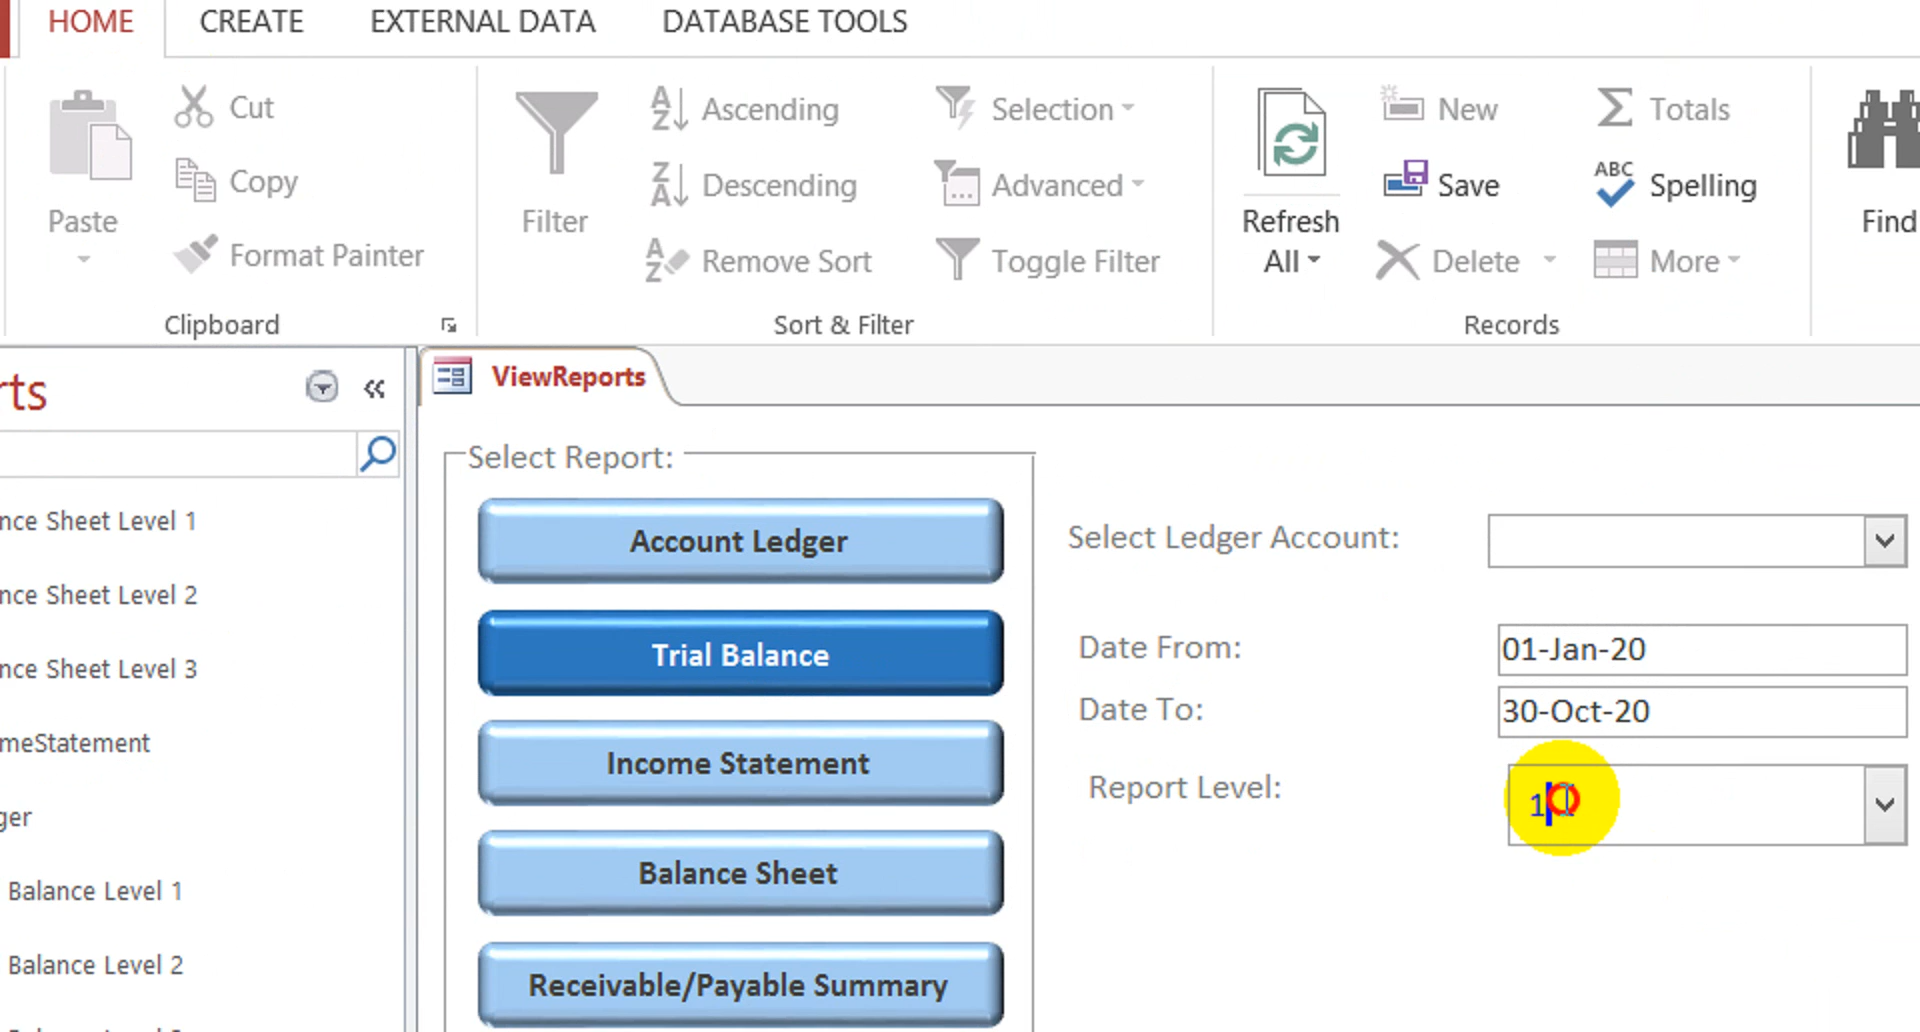 HOME CREATE EXTERNAL DATA DATABASE TOOLS
Paste
Cut
Copy
Format Painter
Clipboard
Filter
Ascending
Descending
Remove Sort
Selection
Advanced
Toggle Filter
Sort & Filter
Refresh
All
New
Save
Delete
Totals
ABC
Spelling
More
Records
Find
rts
nce Sheet Level 1
nce Sheet Level 2
nce Sheet Level 3
meStatement
ger
Balance Level 1
Balance Level 2
ViewReports
Select Report:
Account Ledger
Trial Balance
Income Statement
Balance Sheet
Receivable/Payable Summary
Select Ledger Account:
Date From: 01-Jan-20
Date To: 30-Oct-20
Report Level: 1